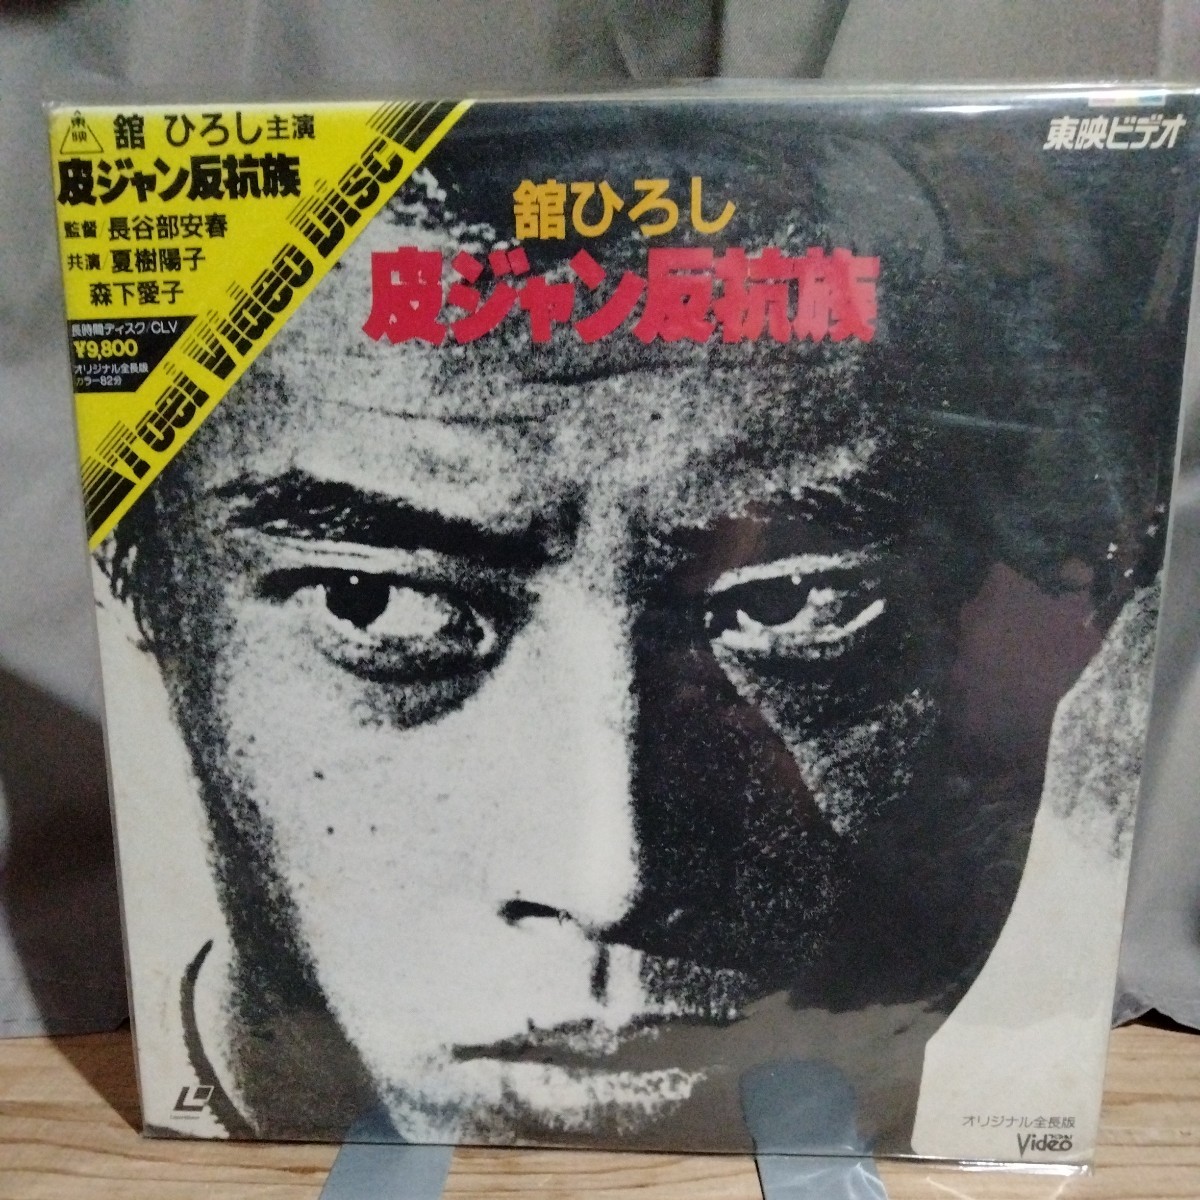 東映
舘 ひろし主演
皮ジャン反抗族
監督/長谷部安春
共演/夏樹陽子
森下愛子
長時間ディスク/CLV
¥9,800
オリジナル全長版
カラー82分
TOEI VIDEO DISC
東映ビデオ
舘ひろし
皮ジャン反抗族
オリジナル全長版
TOEI Video